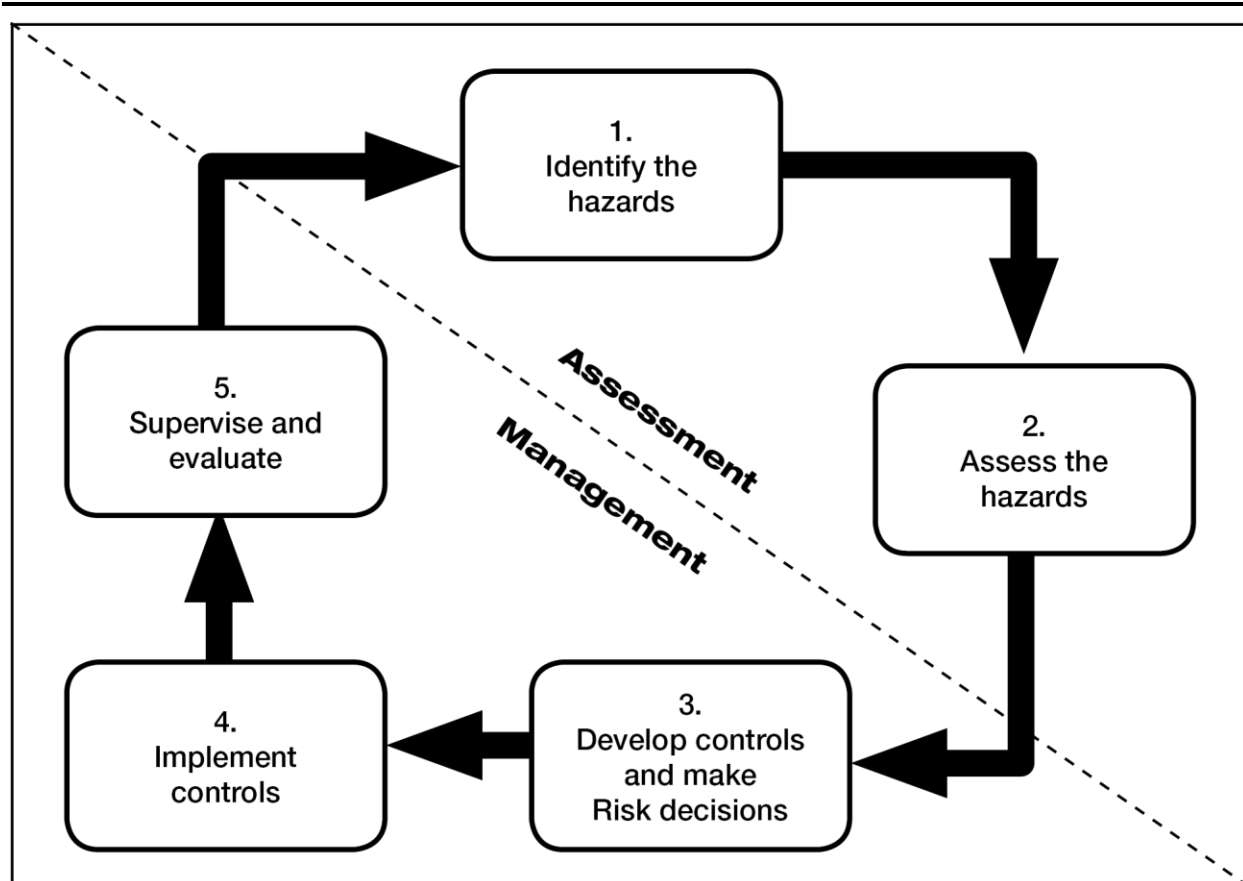 1.
Identify the
hazards
2.
Assess the
hazards
3.
Develop controls
and make
Risk decisions
4.
Implement
controls
5.
Supervise and
evaluate
Assessment
Management